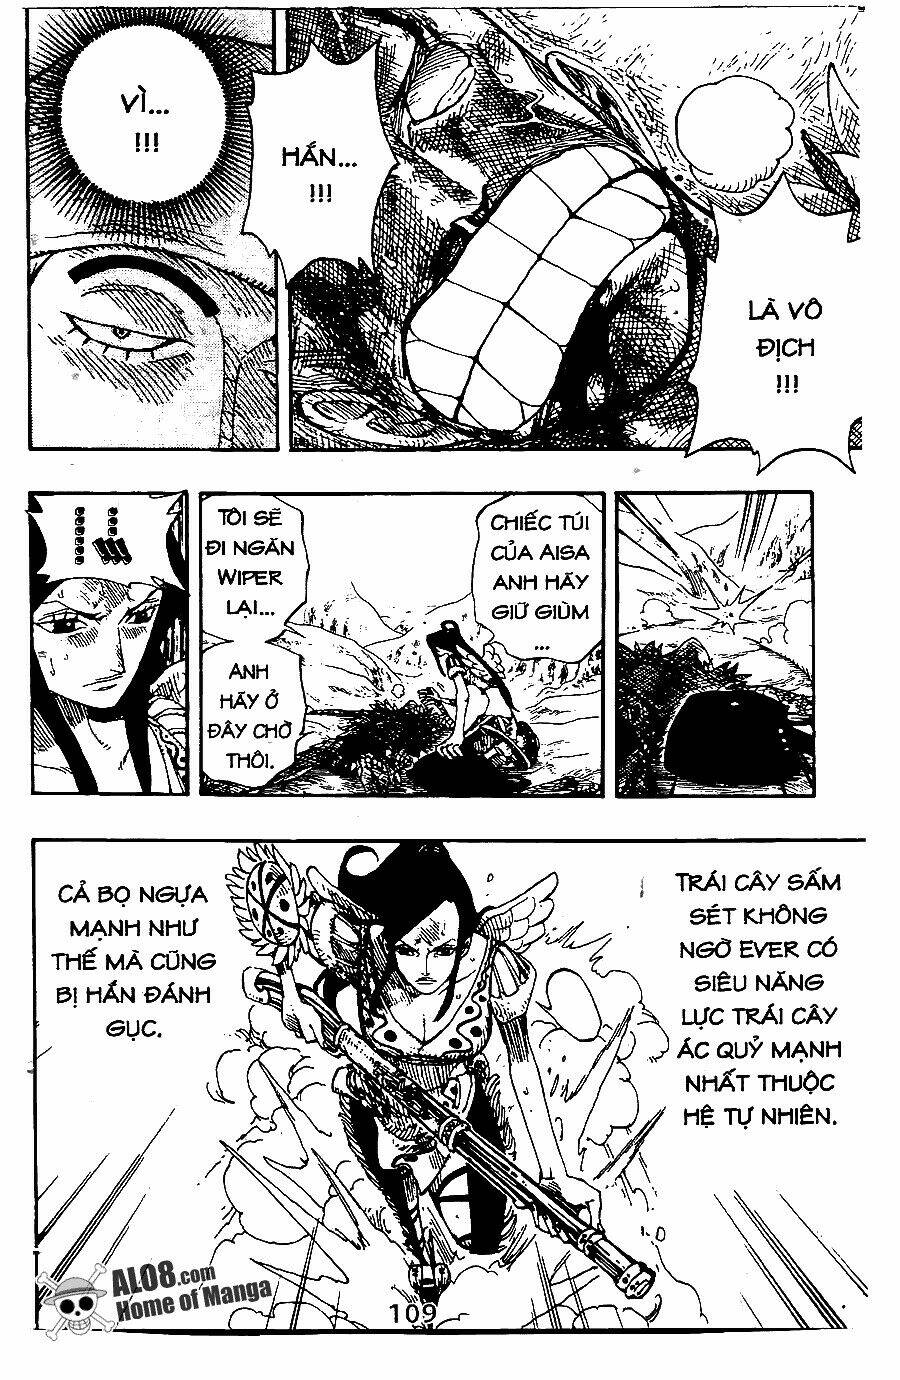 VÌ...
!!!
HẮN...
!!!
LÀ VÔ
ĐỊCH
!!!
TÔI SẼ
ĐI NGĂN
WIPER
LẠI...
ANH
HÃY Ở
ĐÂY CHỜ
THÔI.
CHIẾC TÚI
CỦA AISA
ANH HÃY
GIỮ GIÙM
...
CẢ BỌ NGỰA
MẠNH NHƯ
THẾ MÀ CŨNG
BỊ HẮN ĐÁNH
GỤC.
TRÁI CÂY SẤM
SÉT KHÔNG
NGỜ EVER CÓ
SIÊU NĂNG
LỰC TRÁI CÂY
ÁC QUỶ MẠNH
NHẤT THUỘC
HỆ TỰ NHIÊN.
AL08.com
Home of Manga
109